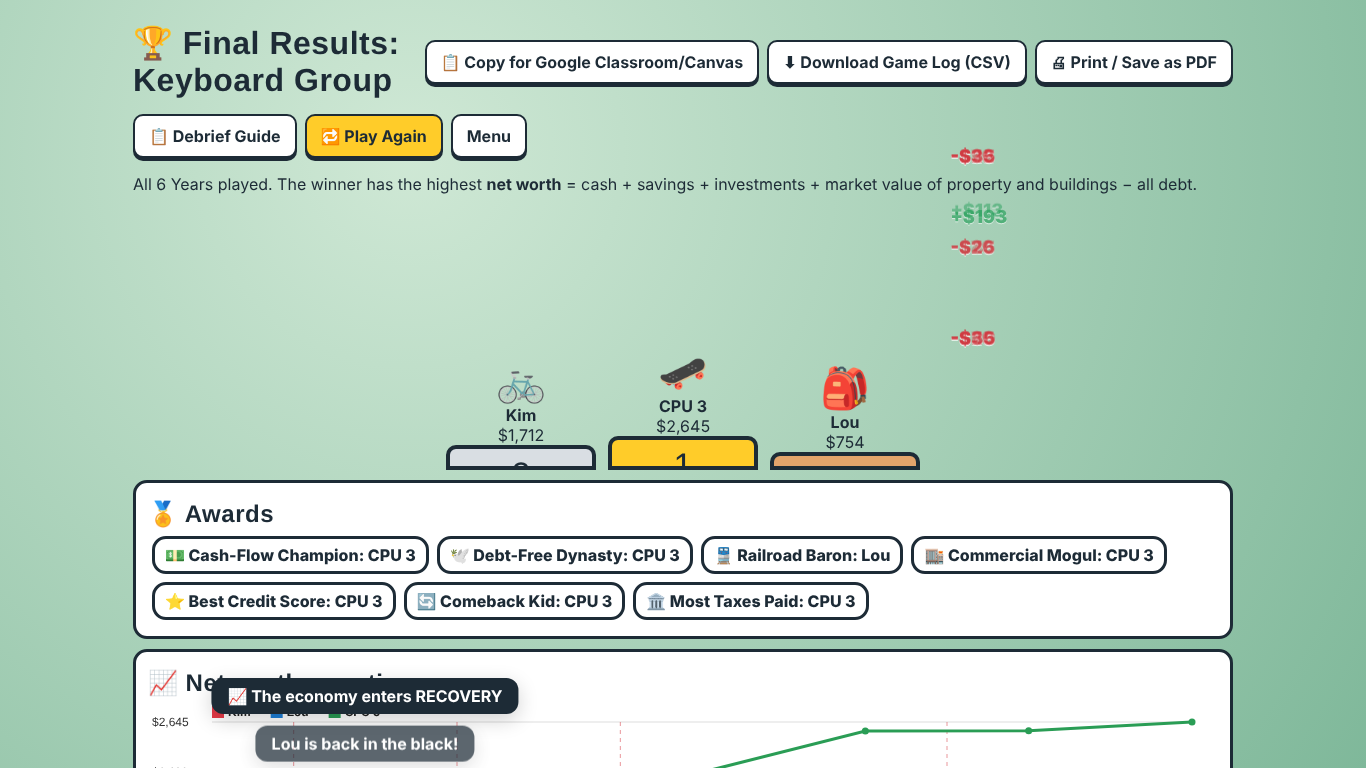 🏆 Final Results:
Keyboard Group
📋 Copy for Google Classroom/Canvas
⬇ Download Game Log (CSV)
🖨 Print / Save as PDF
📋 Debrief Guide
🔁 Play Again
Menu
-$36
All 6 Years played. The winner has the highest net worth = cash + savings + investments + market value of property and buildings − all debt.
+$193
-$26
-$36
Kim
$1,712
CPU 3
$2,645
Lou
$754
1
🏅 Awards
💵 Cash-Flow Champion: CPU 3
🕊️ Debt-Free Dynasty: CPU 3
🚆 Railroad Baron: Lou
🏬 Commercial Mogul: CPU 3
⭐ Best Credit Score: CPU 3
🔄 Comeback Kid: CPU 3
🏛️ Most Taxes Paid: CPU 3
📈 The economy enters RECOVERY
$2,645
Lou is back in the black!